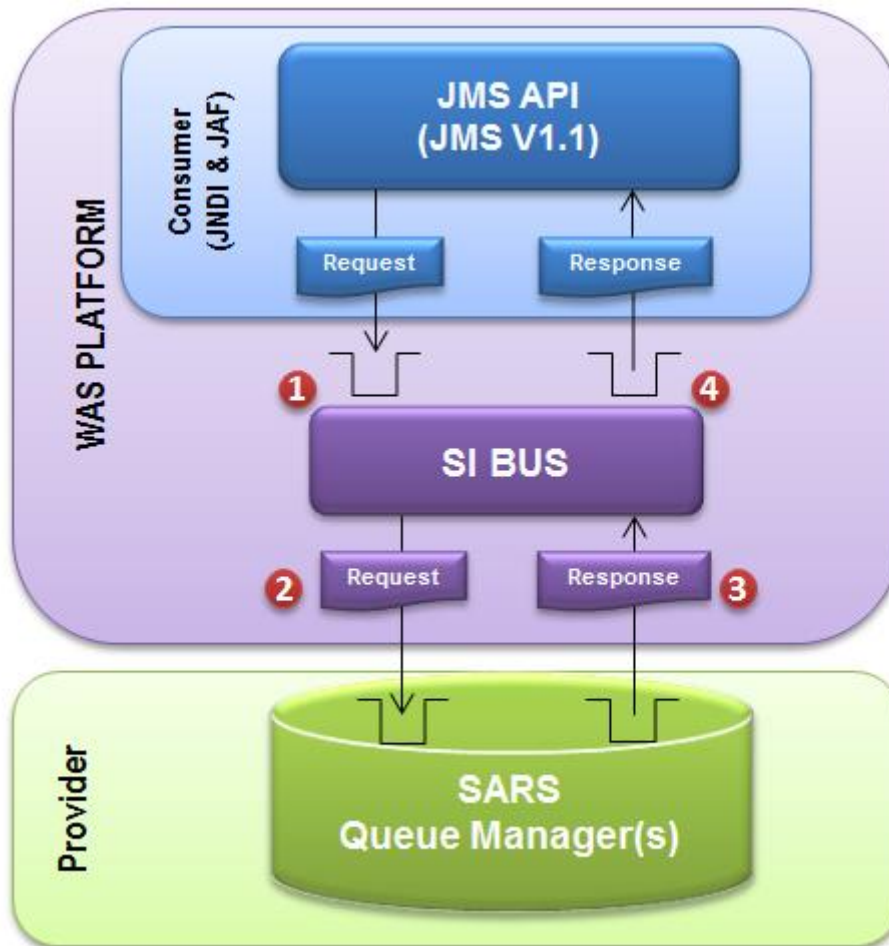 WAS PLATFORM
Consumer
(JNDI & JAF)
JMS API
(JMS V1.1)
Request
Response
1
4
SI BUS
2
Request
Response
3
Provider
SARS
Queue Manager(s)